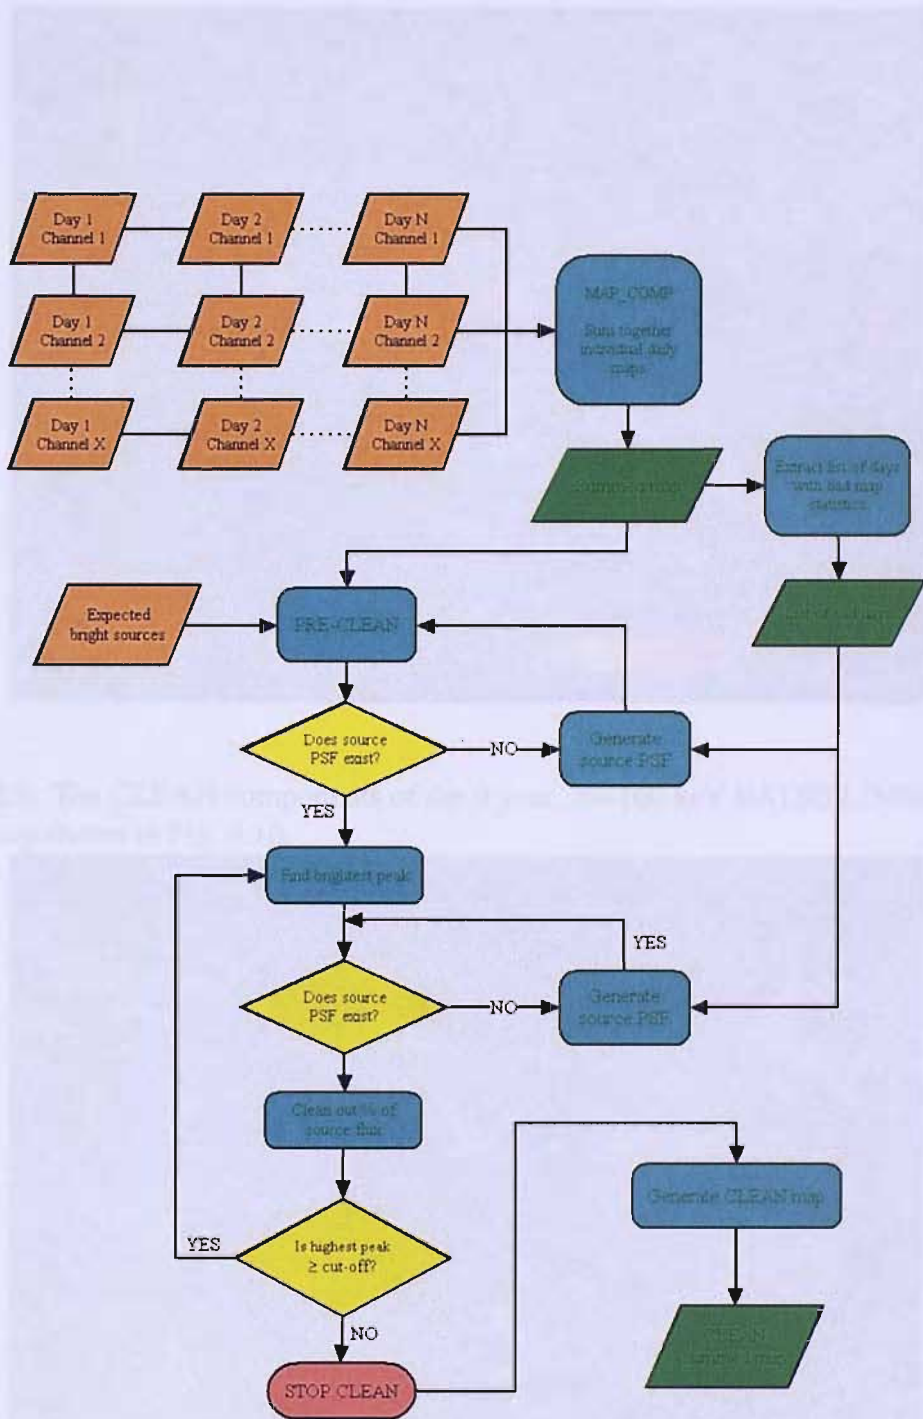 Day 1
Channel 1
Day 2
Channel 1
Day N
Channel 1
Day 1
Channel 2
Day 2
Channel 2
Day N
Channel 2
Day 1
Channel X
Day 2
Channel X
Day N
Channel X
MAP_COMP
Sum together
individual daily
maps
Summed map
Extract list of days
with bad map
statistics
Expected
bright sources
PRE-CLEAN
Does source
PSF exist?
NO
Generate
source PSF
YES
Find brightest peak
YES
Does source
PSF exist?
NO
Generate
source PSF
Clean out % of
source flux
Generate CLEAN map
YES
Is highest peak
≥ cut-off?
NO
CLEAN
STOP CLEAN